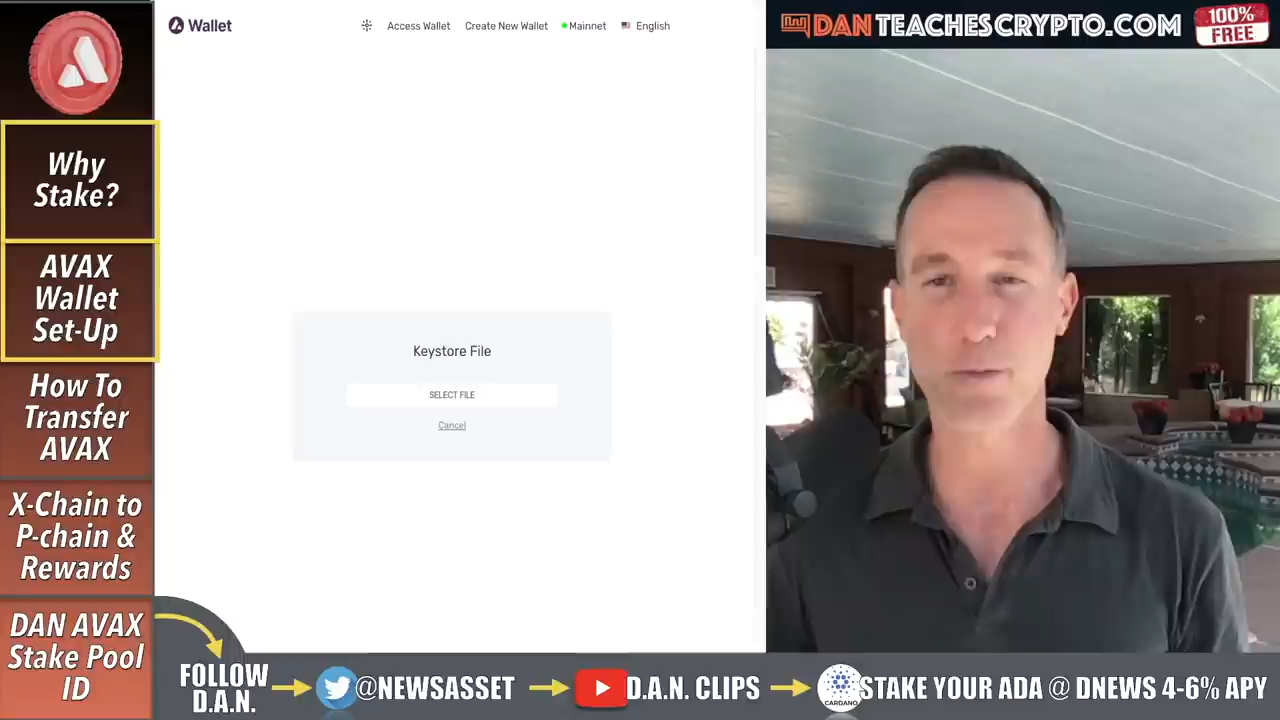 Wallet
Access Wallet
Create New Wallet
Mainnet
English
DANTEACHESCRYPTO.COM
100%
FREE
Why
Stake?
AVAX
Wallet
Set-Up
How To
Transfer
AVAX
X-Chain to
P-chain &
Rewards
DAN AVAX
Stake Pool
ID
Keystore File
SELECT FILE
Cancel
FOLLOW
D.A.N.
@NEWSASSET
D.A.N. CLIPS
CARDANO
STAKE YOUR ADA @ DNEWS 4-6% APY